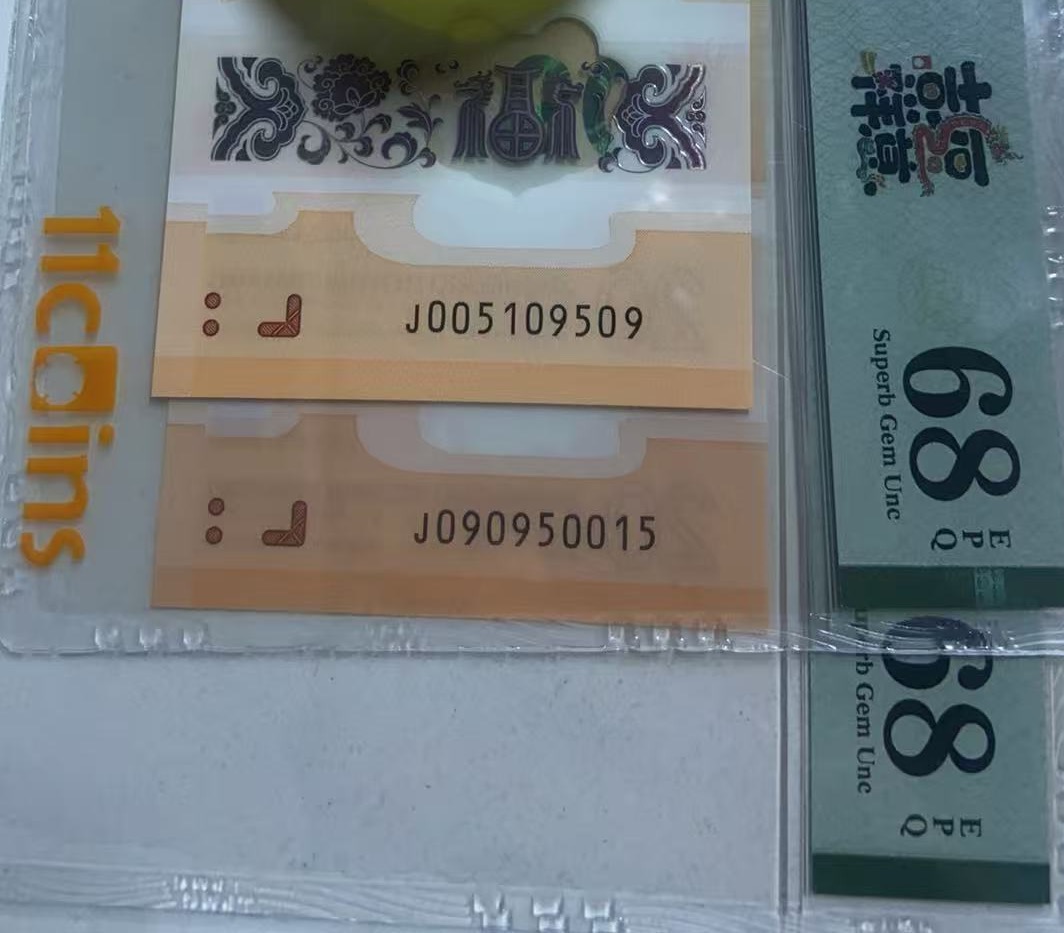 11coins
J005109509
J090950015
68
EPQ
Superb Gem Unc
68
EPQ
Superb Gem Unc